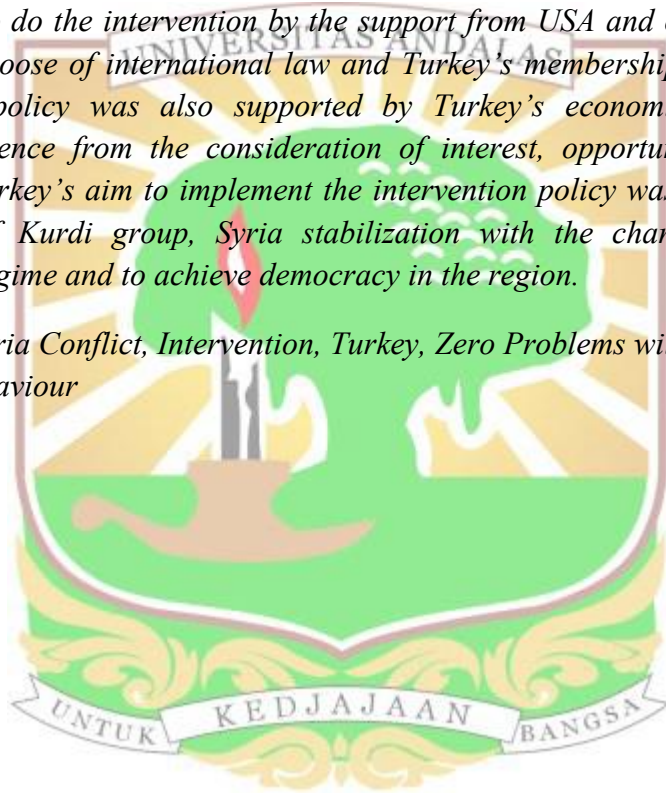 do the intervention by the support from USA and
UNIVERSITAS ANDALAS
oose of international law and Turkey's membership
policy was also supported by Turkey's econom
ence from the consideration of interest, opportun
rkey's aim to implement the intervention policy was
f Kurdi group, Syria stabilization with the char
gime and to achieve democracy in the region.
ria Conflict, Intervention, Turkey, Zero Problems wi
aviour
UNTUK KEDJAJAAN BANGSA